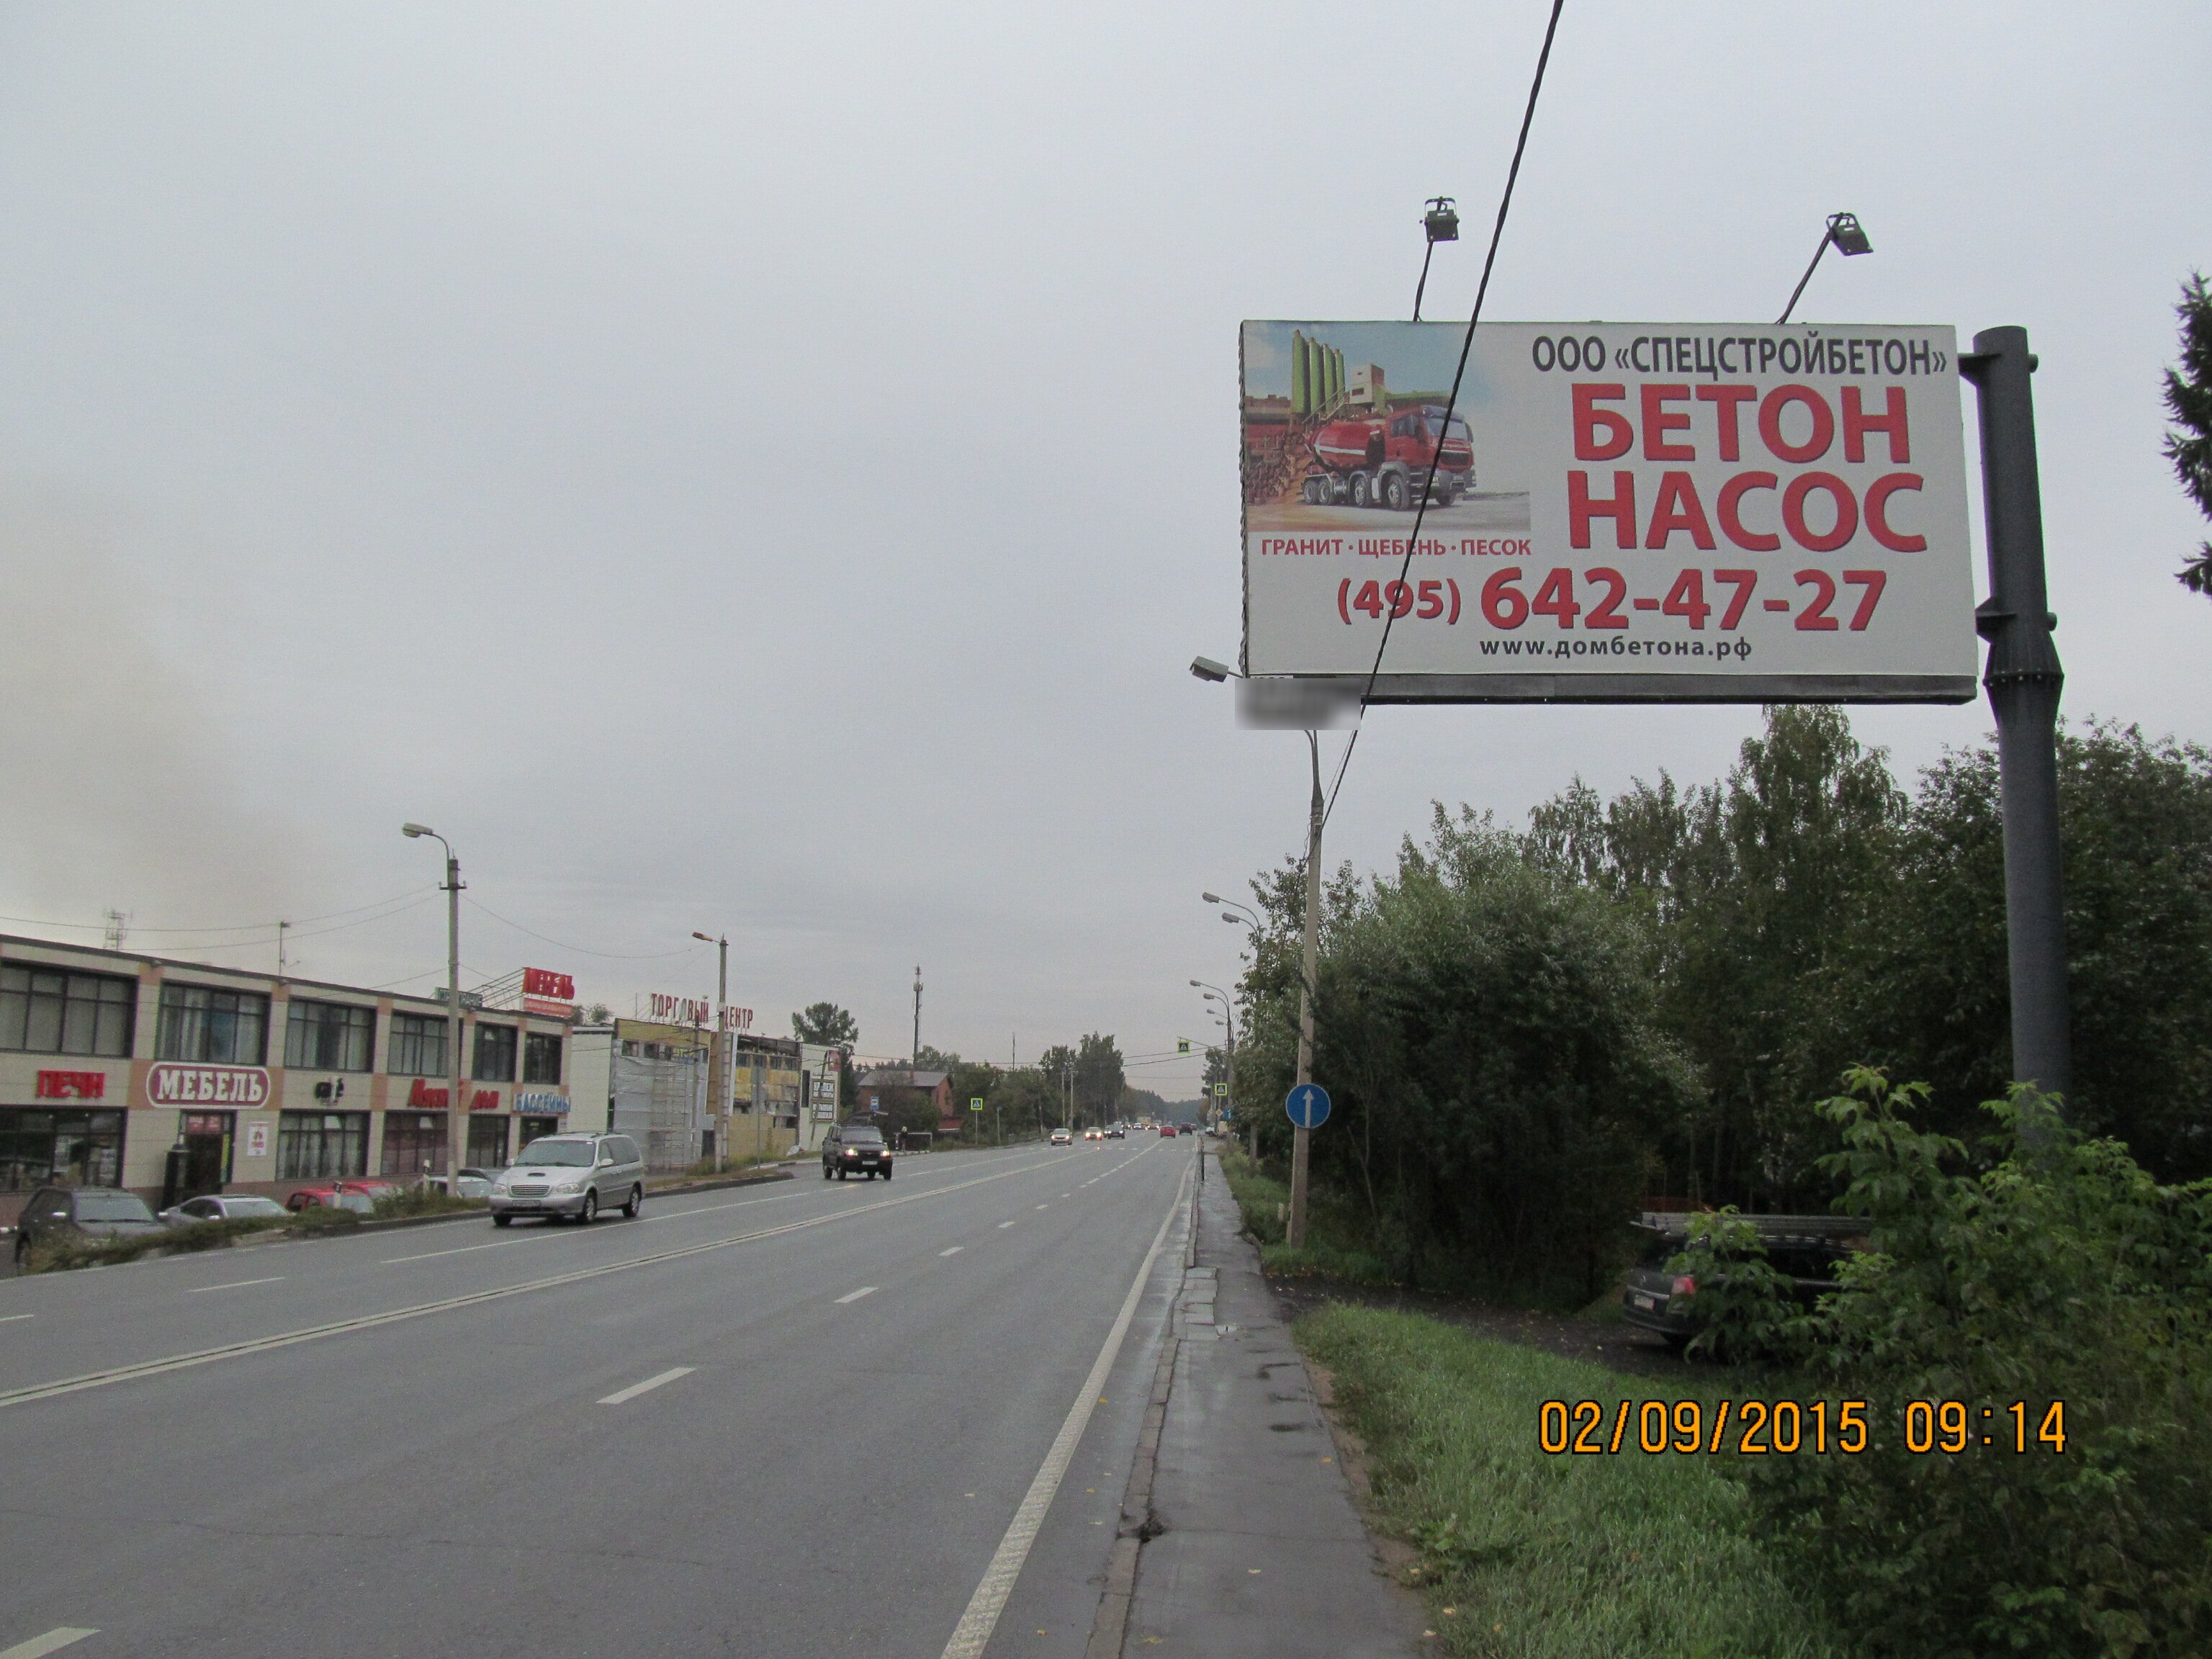 ООО «СПЕЦСТРОЙБЕТОН»
БЕТОН
НАСОС
ГРАНИТ · ЩЕБЕНЬ · ПЕСОК
(495) 642-47-27
www.домбетона.рф
МЕБЕЛЬ
ТОРГОВЫЙ ЦЕНТР
ПЕЧИ
МЕБЕЛЬ
БАССЕЙНЫ
02/09/2015 09:14